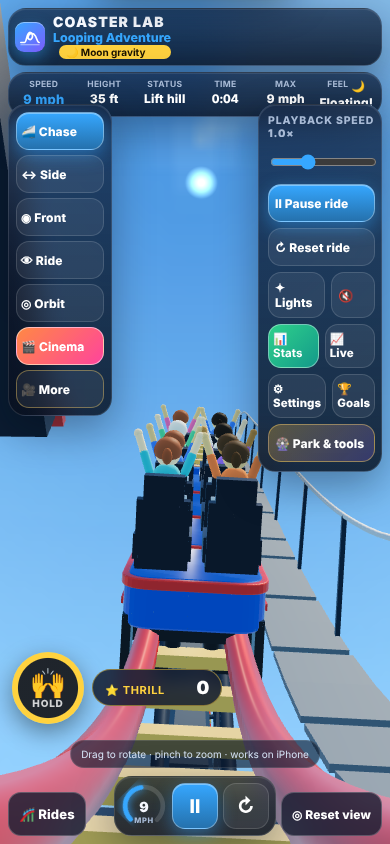 COASTER LAB
Looping Adventure
🌙 Moon gravity
SPEED
9 mph
HEIGHT
35 ft
STATUS
Lift hill
TIME
0:04
MAX
9 mph
FEEL 🌙
Floating!
🎢 Chase
↔ Side
◉ Front
👁 Ride
◎ Orbit
🎬 Cinema
🎥 More
PLAYBACK SPEED
1.0×
⏸ Pause ride
↻ Reset ride
✦
Lights
🔇
📊
Stats
📈
Live
⚙
Settings
🏆
Goals
🎡 Park & tools
🙌
HOLD
⭐ THRILL 0
Drag to rotate · pinch to zoom · works on iPhone
🎢 Rides
9
MPH
⏸
↻
◎ Reset view